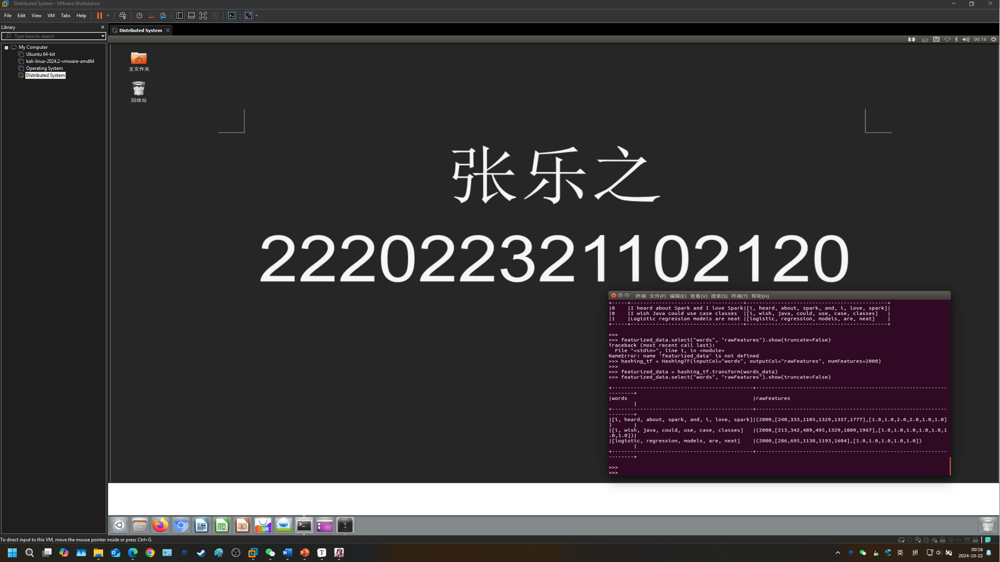 Distributed System - VMware Workstation
File Edit View VM Tabs Help
Library
Type here to search
My Computer
Ubuntu 64-bit
kali-linux-2024.2-vmware-amd64
Operating System
Distributed System
Distributed System
00:16
主文件夹
回收站
张乐之
222022321102120
终端 文件(F) 编辑(E) 查看(V) 搜索(S) 终端(T) 帮助(H)
+-----+------------------------------------+---------------------------------------------+
|0    |I heard about Spark and I love Spark|[i, heard, about, spark, and, i, love, spark]|
|0    |I wish Java could use case classes  |[i, wish, java, could, use, case, classes]   |
|1    |Logistic regression models are neat |[logistic, regression, models, are, neat]    |
+-----+------------------------------------+---------------------------------------------+
>>>
>>> featurized_data.select("words", "rawFeatures").show(truncate=False)
Traceback (most recent call last):
  File "<stdin>", line 1, in <module>
NameError: name 'featurized_data' is not defined
>>> hashing_tf = HashingTF(inputCol="words", outputCol="rawFeatures", numFeatures=2000)
>>>
>>> featurized_data = hashing_tf.transform(words_data)
>>> featurized_data.select("words", "rawFeatures").show(truncate=False)
+---------------------------------------------+-------------------------------------------------------------
--------+
|words                                        |rawFeatures
        |
+---------------------------------------------+-------------------------------------------------------------
--------+
|[i, heard, about, spark, and, i, love, spark]|(2000,[240,333,1105,1329,1357,1777],[1.0,1.0,2.0,2.0,1.0,1.0]
)       |
|[i, wish, java, could, use, case, classes]   |(2000,[213,342,489,495,1329,1809,1967],[1.0,1.0,1.0,1.0,1.0,1
.0,1.0])|
|[logistic, regression, models, are, neat]    |(2000,[286,695,1138,1193,1604],[1.0,1.0,1.0,1.0,1.0])
        |
+---------------------------------------------+-------------------------------------------------------------
--------+
>>>
>>>
UK
To direct input to this VM, move the mouse pointer inside or press Ctrl+G.
英 拼
00:16
2024-10-22